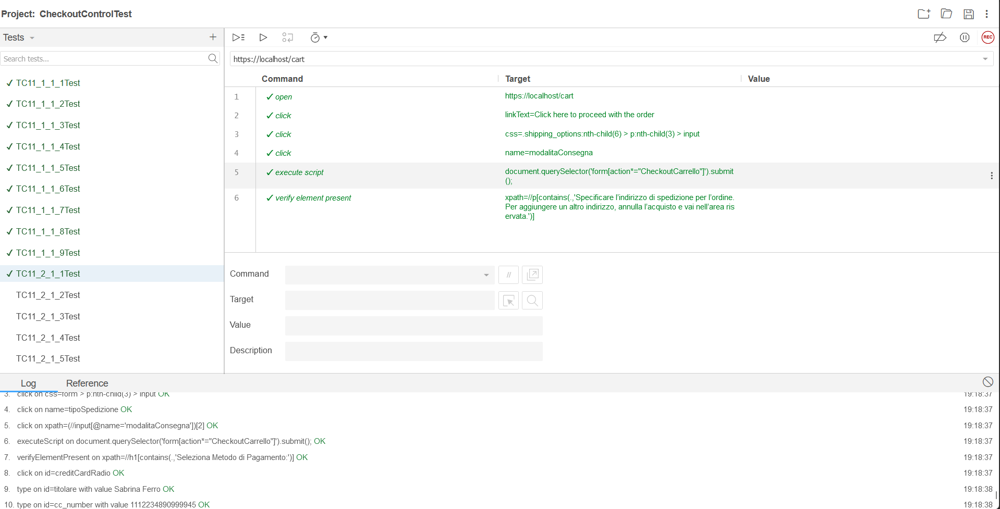 Project: CheckoutControlTest
Tests
Search tests...
TC11_1_1_1Test
TC11_1_1_2Test
TC11_1_1_3Test
TC11_1_1_4Test
TC11_1_1_5Test
TC11_1_1_6Test
TC11_1_1_7Test
TC11_1_1_8Test
TC11_1_1_9Test
TC11_2_1_1Test
TC11_2_1_2Test
TC11_2_1_3Test
TC11_2_1_4Test
TC11_2_1_5Test
REC
https://localhost/cart
Command Target Value
1 ✓ open https://localhost/cart
2 ✓ click linkText=Click here to proceed with the order
3 ✓ click css=.shipping_options:nth-child(6) > p:nth-child(3) > input
4 ✓ click name=modalitaConsegna
5 ✓ execute script document.querySelector('form[action*="CheckoutCarrello"]').submit
();
6 ✓ verify element present xpath=//p[contains(.,'Specificare l’indirizzo di spedizione per l’ordine.
Per aggiungere un altro indirizzo, annulla l’acquisto e vai nell’area ris
ervata.')]
Command //
Target
Value
Description
Log Reference
3. click on css=form > p:nth-child(3) > input OK 19:18:37
4. click on name=tipoSpedizione OK 19:18:37
5. click on xpath=(//input[@name='modalitaConsegna'])[2] OK 19:18:37
6. executeScript on document.querySelector('form[action*="CheckoutCarrello"]').submit(); OK 19:18:37
7. verifyElementPresent on xpath=//h1[contains(.,'Seleziona Metodo di Pagamento:')] OK 19:18:37
8. click on id=creditCardRadio OK 19:18:37
9. type on id=titolare with value Sabrina Ferro OK 19:18:38
10. type on id=cc_number with value 1112234890999945 OK 19:18:38